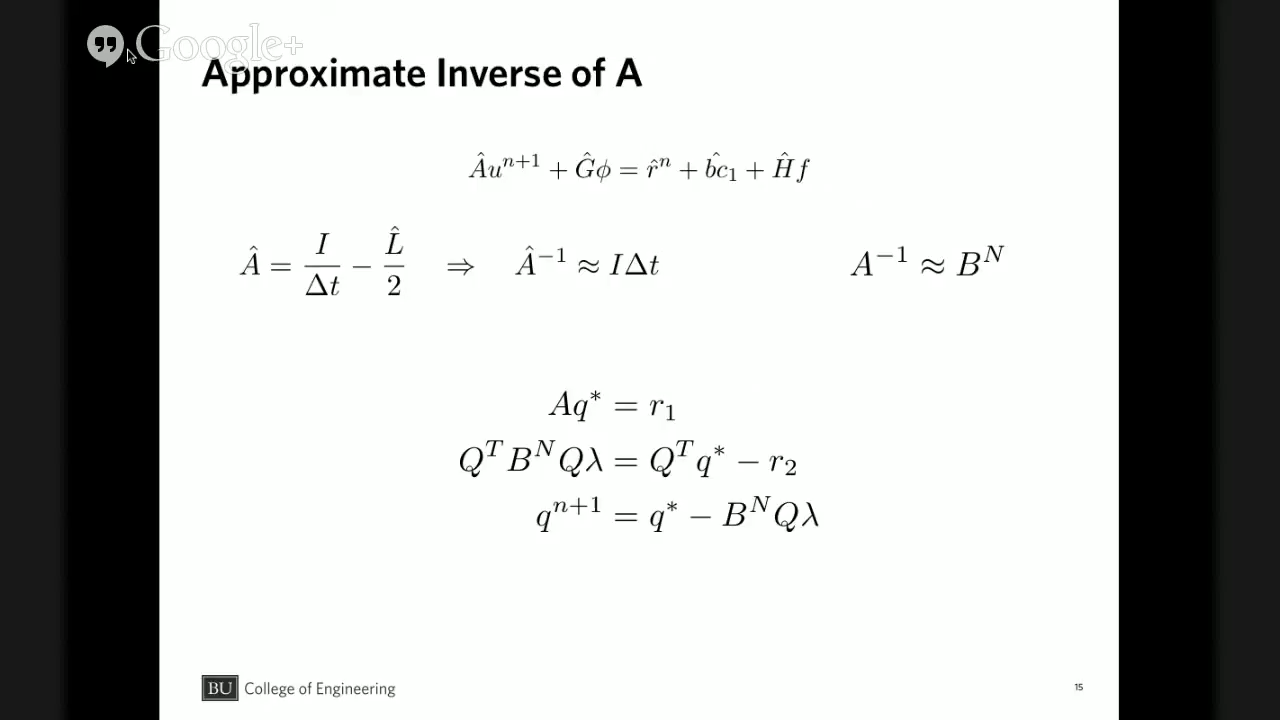 Google+
Approximate Inverse of A
Âu^{n+1} + Ĝϕ = r̂^n + b̂c_1 + Ĥf
Â = I/Δt − L̂/2 ⇒ Â^{−1} ≈ IΔt A^{−1} ≈ B^N
Aq^* = r_1
Q^T B^N Qλ = Q^T q^* − r_2
q^{n+1} = q^* − B^N Qλ
BU College of Engineering
15